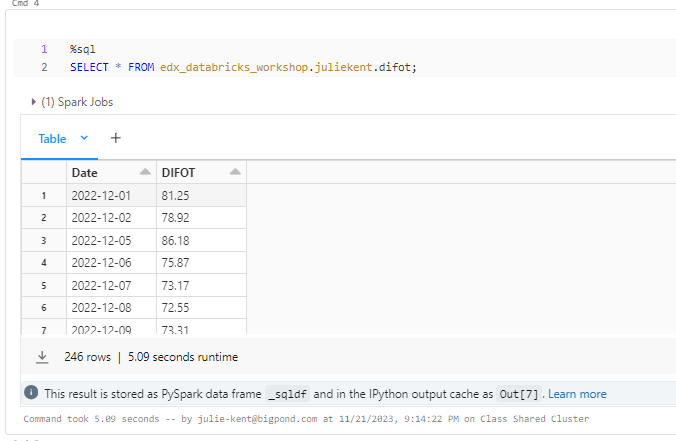 Cmd 4
1 %sql
2 SELECT * FROM edx_databricks_workshop.juliekent.difot;
(1) Spark Jobs
Table +
Date DIFOT
1 2022-12-01 81.25
2 2022-12-02 78.92
3 2022-12-05 86.18
4 2022-12-06 75.87
5 2022-12-07 73.17
6 2022-12-08 72.55
7 2022-12-09 73.31
246 rows | 5.09 seconds runtime
This result is stored as PySpark data frame _sqldf and in the IPython output cache as Out[7]. Learn more
Command took 5.09 seconds -- by julie-kent@bigpond.com at 11/21/2023, 9:14:22 PM on Class Shared Cluster